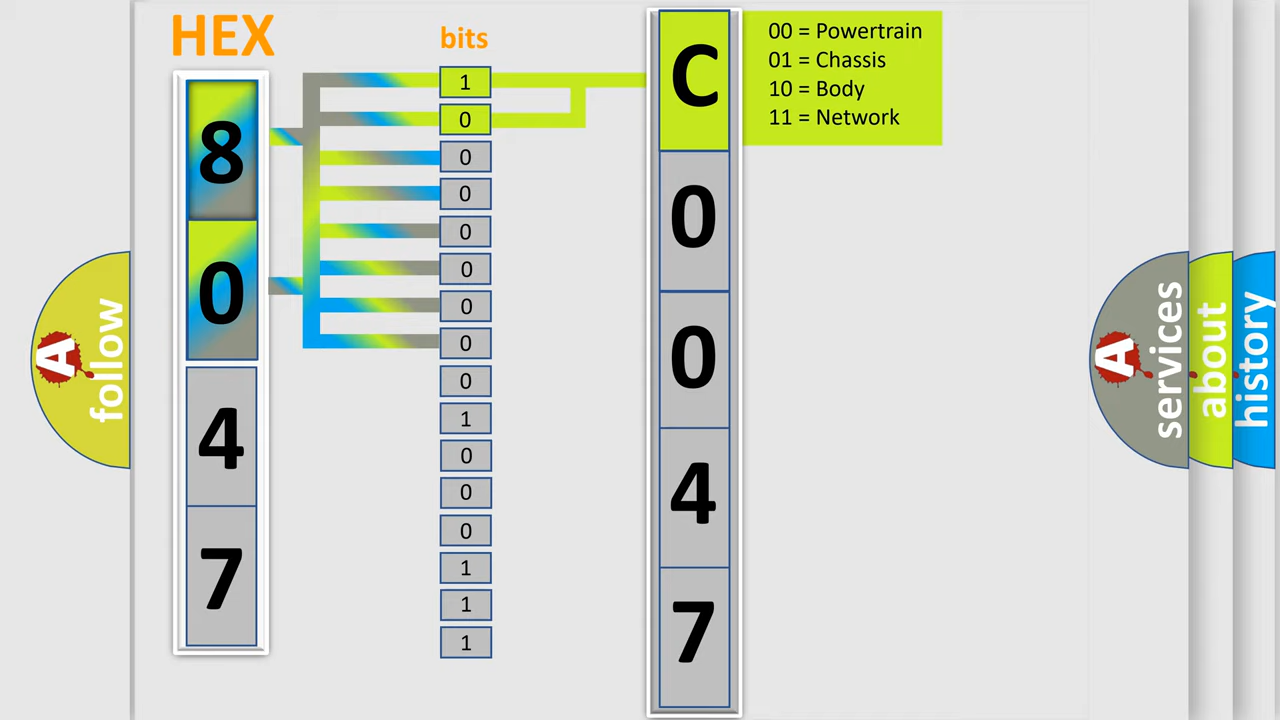 HEX
bits
8
0
4
7
1
0
0
0
0
0
0
0
0
1
0
0
0
1
1
1
C
0
0
4
7
00 = Powertrain
01 = Chassis
10 = Body
11 = Network
A
follow
A
services
about
history